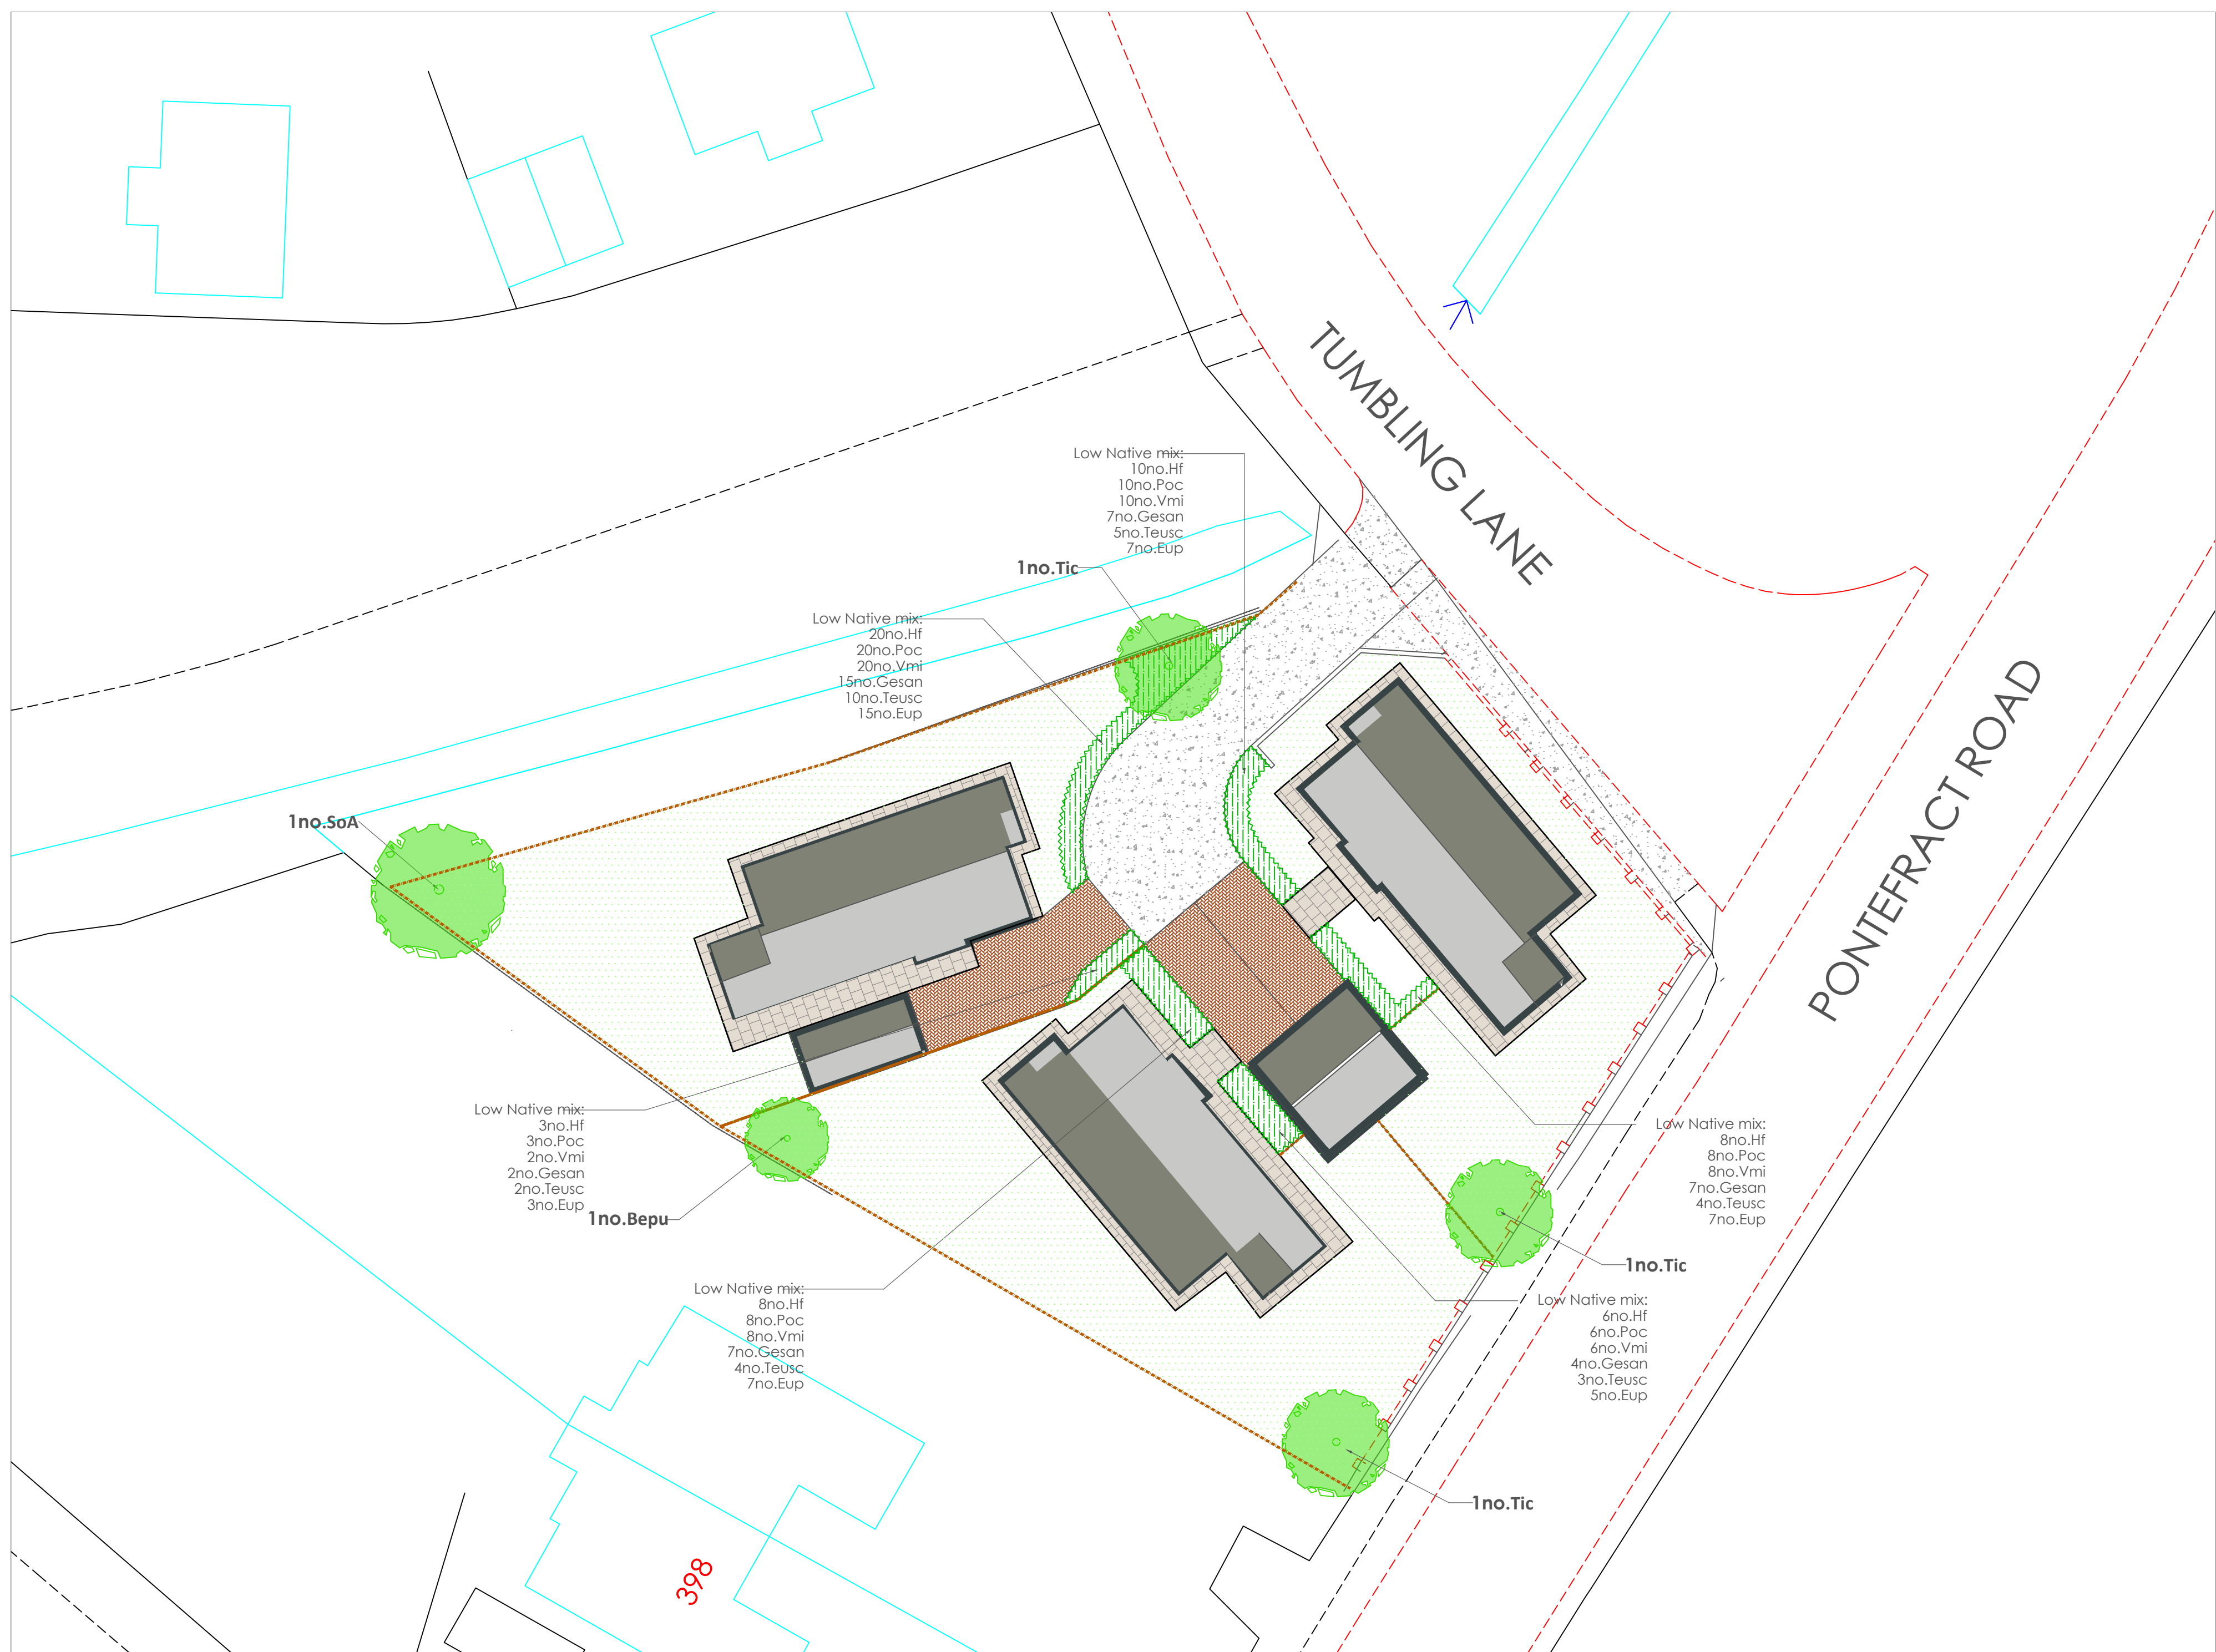 TUMBLING LANE
Low Native mix:
10no.Hf
10no.Poc
10no.Vmi
7no.Gesan
5no.Teusc
7no.Eup
1no.Tic
Low Native mix:
20no.Hf
20no.Poc
20no.Vmi
15no.Gesan
10no.Teusc
15no.Eup
PONTEFRACT ROAD
1no.SoA
Low Native mix:
3no.Hf
3no.Poc
2no.Vmi
2no.Gesan
2no.Teusc
3no.Eup
1no.Bepu
Low Native mix:
8no.Hf
8no.Poc
8no.Vmi
7no.Gesan
4no.Teusc
7no.Eup
1no.Tic
Low Native mix:
8no.Hf
8no.Poc
8no.Vmi
7no.Gesan
4no.Teusc
7no.Eup
Low Native mix:
6no.Hf
6no.Poc
6no.Vmi
4no.Gesan
3no.Teusc
5no.Eup
1no.Tic
398